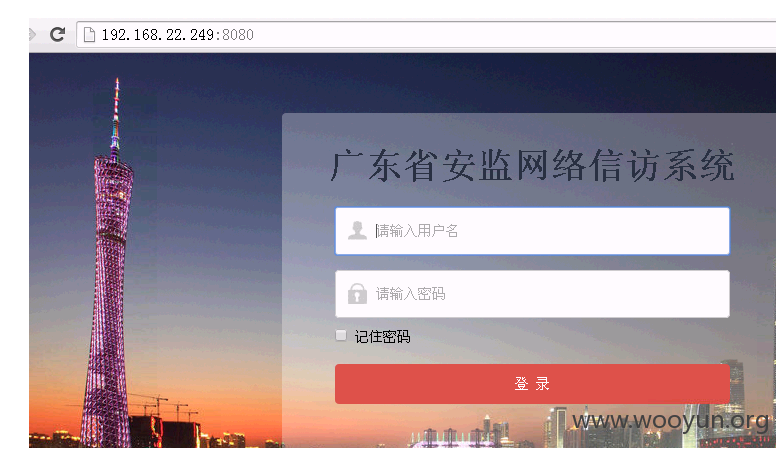 192.168.22.249:8080
广东省安监网络信访系统
请输入用户名
请输入密码
记住密码
登 录
www.wooyun.org